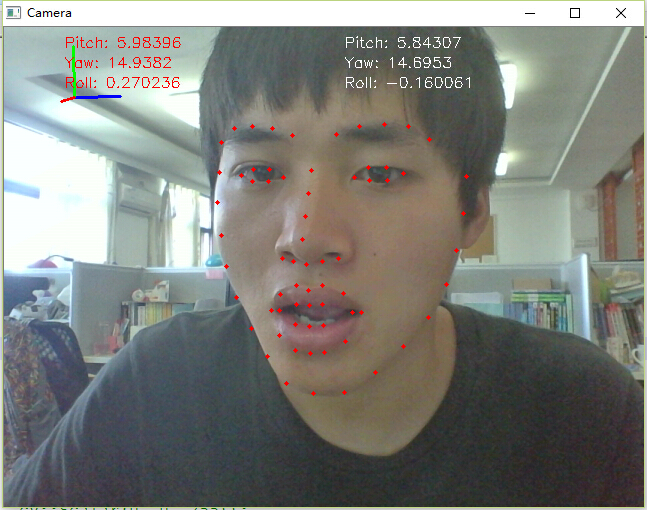 Camera
Pitch: 5.98396
Yaw: 14.9382
Roll: 0.270236
Pitch: 5.84307
Yaw: 14.6953
Roll: -0.160061